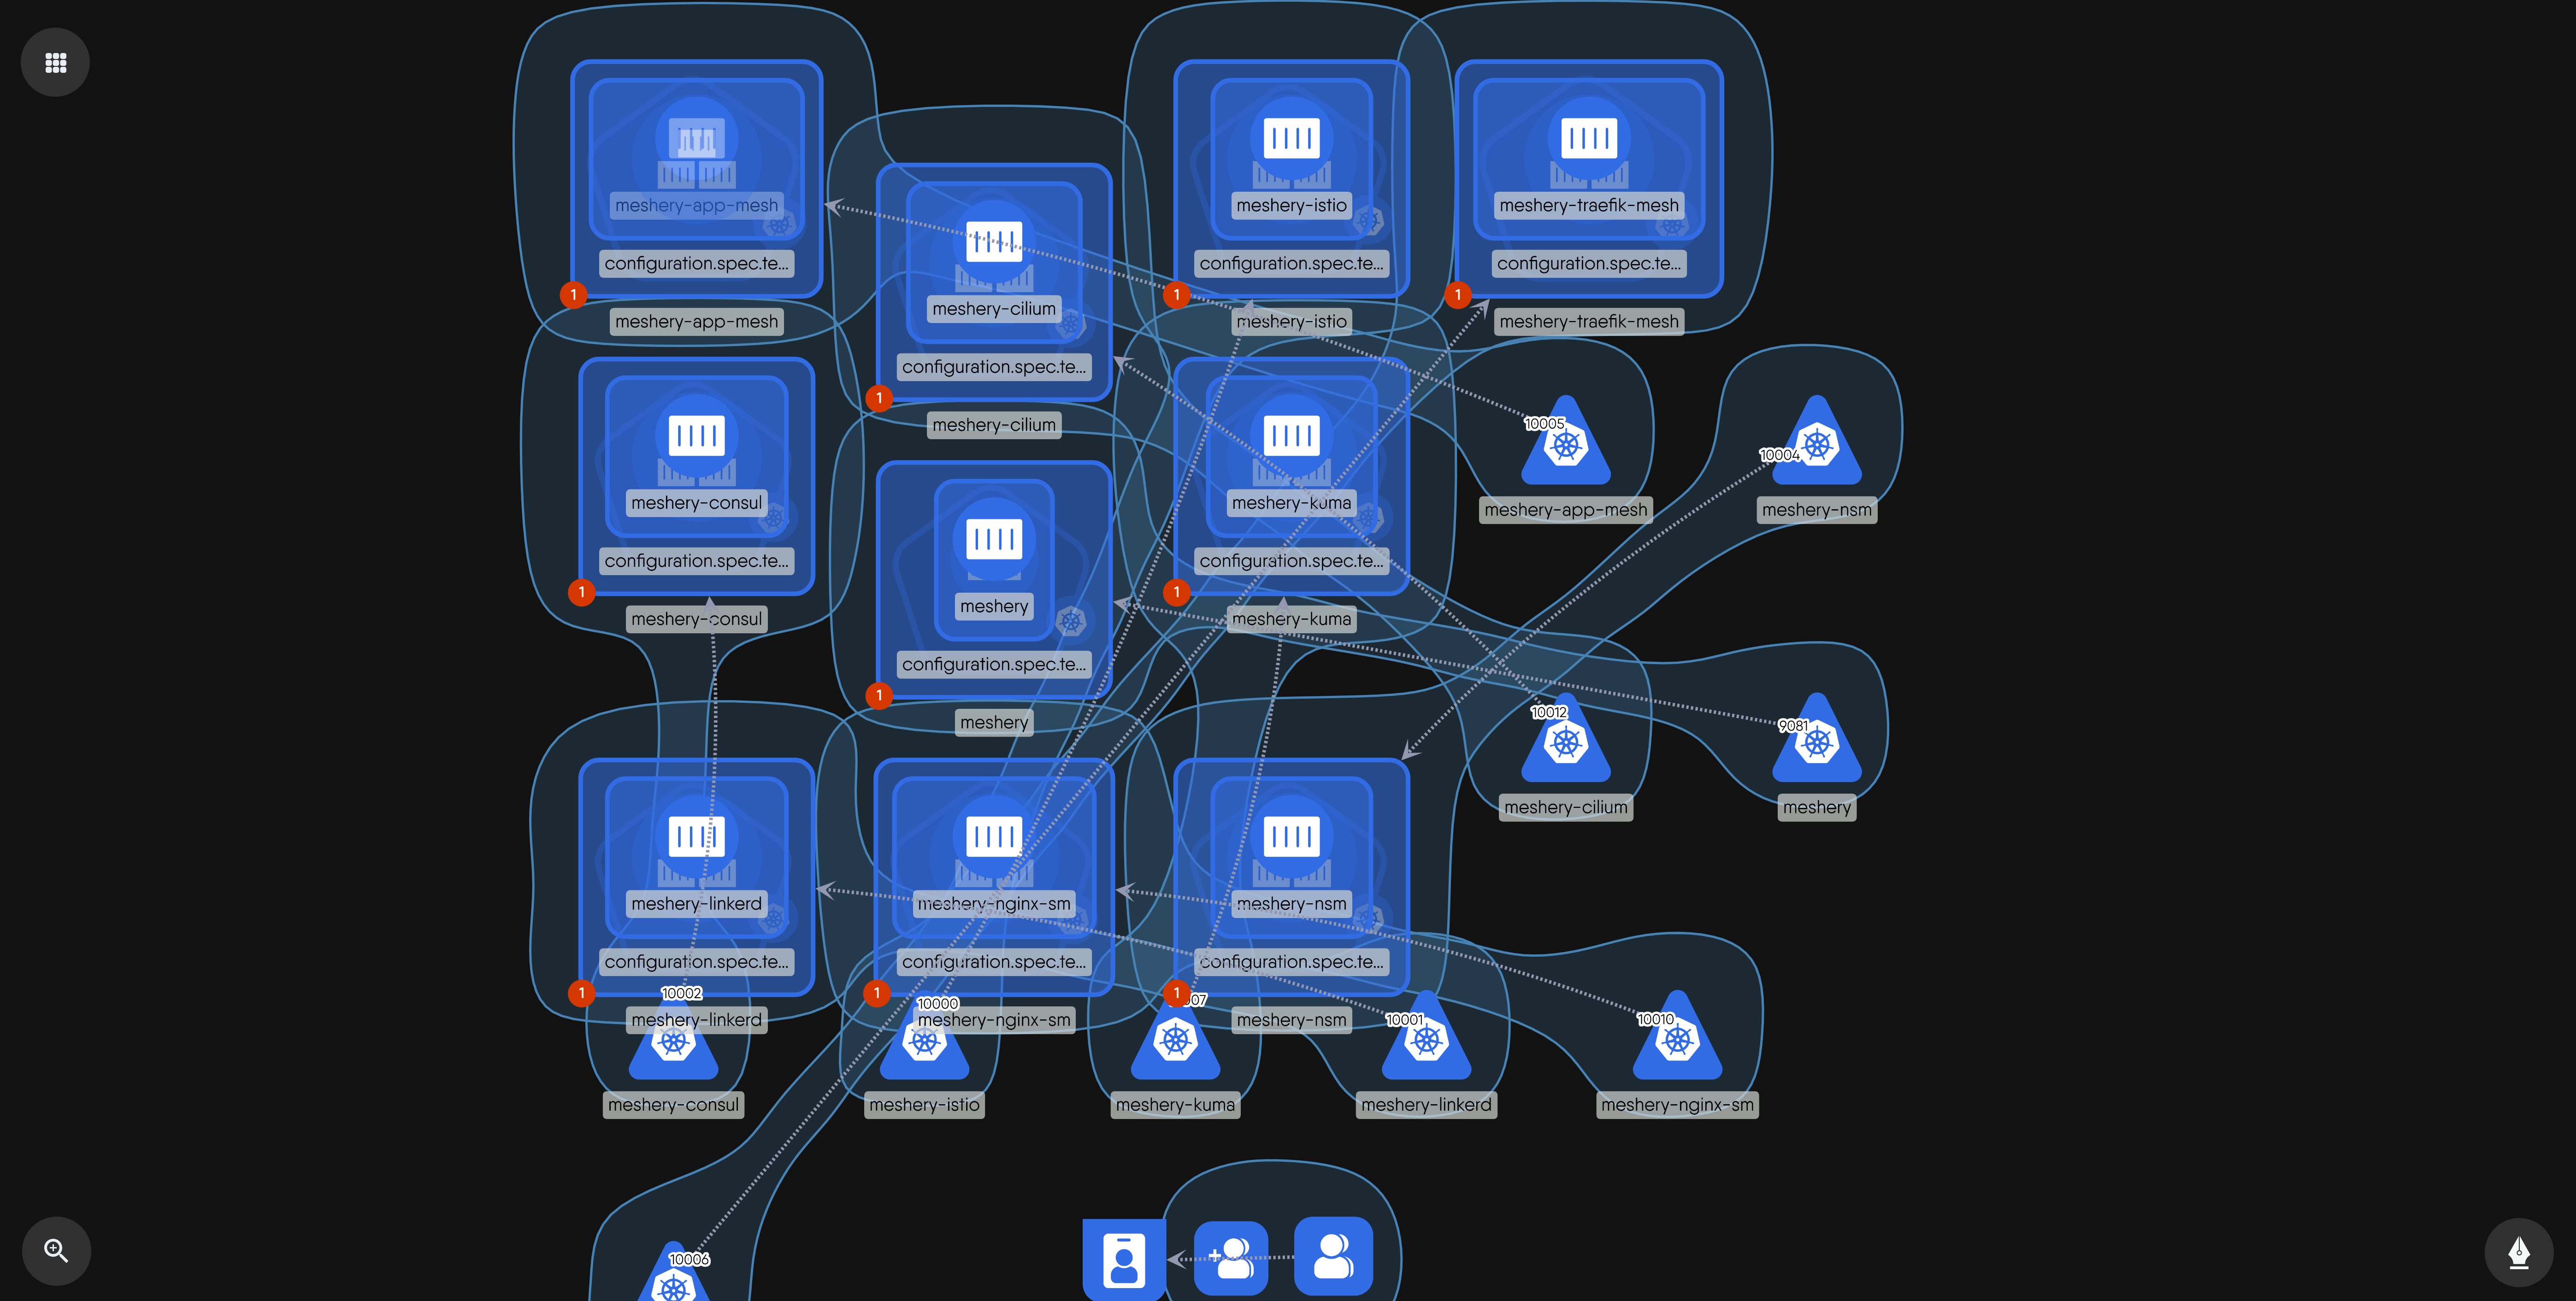 meshery-app-mesh
configuration.spec.te...
1
meshery-app-mesh
meshery-cilium
configuration.spec.te...
1
meshery-cilium
meshery-istio
configuration.spec.te...
1
meshery-istio
meshery-traefik-mesh
configuration.spec.te...
1
meshery-traefik-mesh
meshery-consul
configuration.spec.te...
1
meshery-consul
meshery
configuration.spec.te...
1
meshery
meshery-kuma
configuration.spec.te...
1
meshery-kuma
10005
meshery-app-mesh
10004
meshery-nsm
10012
meshery-cilium
9081
meshery
meshery-linkerd
configuration.spec.te...
1
meshery-linkerd
meshery-nginx-sm
configuration.spec.te...
1
meshery-nginx-sm
meshery-nsm
configuration.spec.te...
1
meshery-nsm
10002
meshery-consul
10000
meshery-istio
meshery-kuma
10001
meshery-linkerd
10010
meshery-nginx-sm
10006